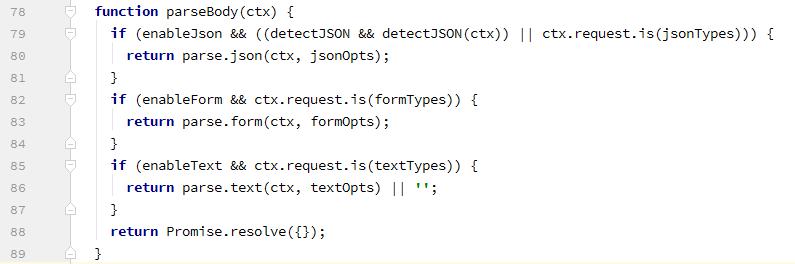 78 function parseBody(ctx) {
79   if (enableJson && ((detectJSON && detectJSON(ctx)) || ctx.request.is(jsonTypes))) {
80     return parse.json(ctx, jsonOpts);
81   }
82   if (enableForm && ctx.request.is(formTypes)) {
83     return parse.form(ctx, formOpts);
84   }
85   if (enableText && ctx.request.is(textTypes)) {
86     return parse.text(ctx, textOpts) || '';
87   }
88   return Promise.resolve({});
89 }